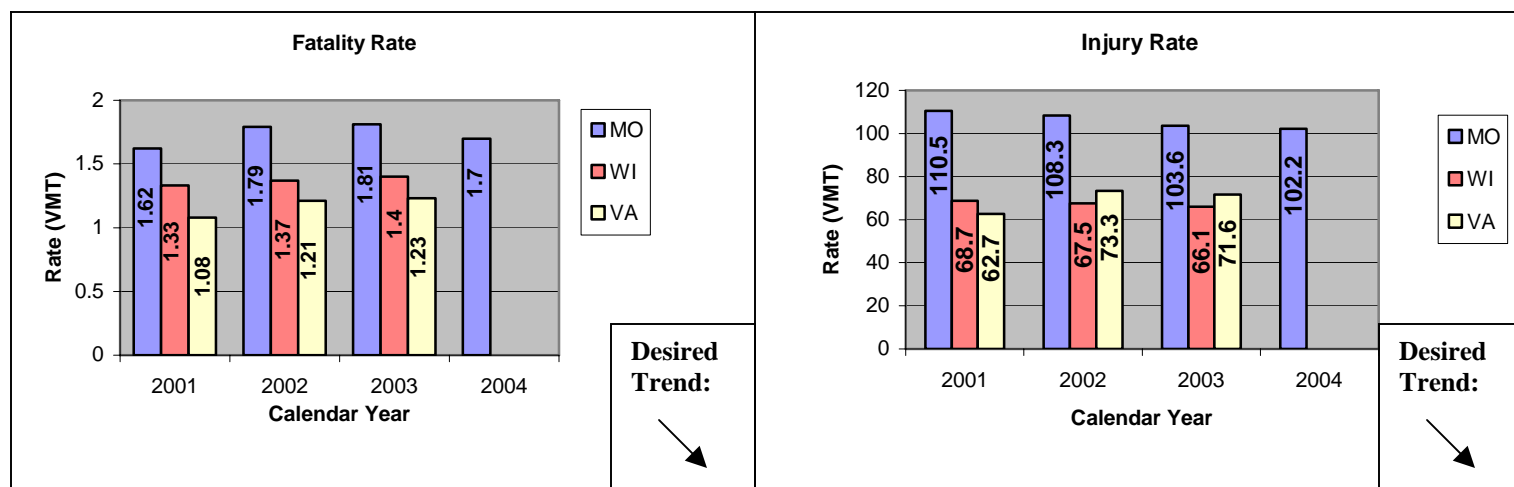 Fatality Rate
2
1.5
1
0.5
0
Rate (VMT)
1.62
1.33
1.08
1.79
1.37
1.21
1.81
1.4
1.23
1.7
2001 2002 2003 2004
Calendar Year
MO
WI
VA
Desired
Trend:
Injury Rate
120
100
80
60
40
20
0
Rate (VMT)
110.5
68.7
62.7
108.3
67.5
73.3
103.6
66.1
71.6
102.2
2001 2002 2003 2004
Calendar Year
MO
WI
VA
Desired
Trend: